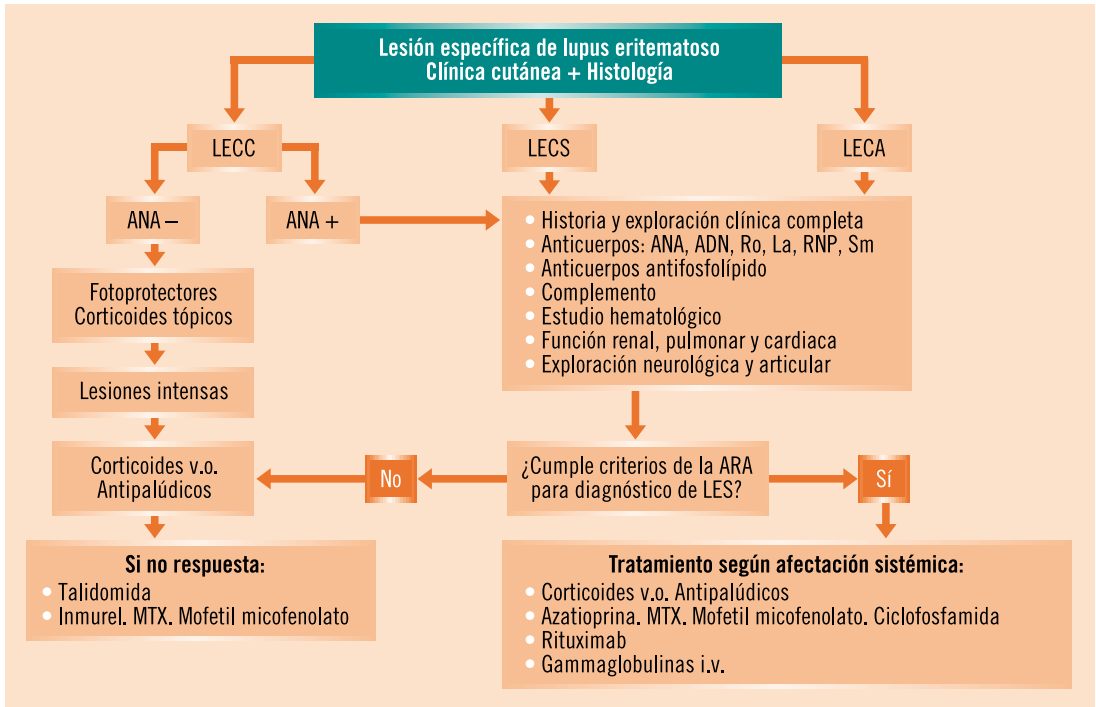 Lesión específica de lupus eritematoso
Clínica cutánea + Histología
LECC
LECS
LECA
ANA –
ANA +
• Historia y exploración clínica completa
• Anticuerpos: ANA, ADN, Ro, La, RNP, Sm
• Anticuerpos antifosfolípido
• Complemento
• Estudio hematológico
• Función renal, pulmonar y cardiaca
• Exploración neurológica y articular
Fotoprotectores
Corticoides tópicos
Lesiones intensas
Corticoides v.o.
Antipalúdicos
No
¿Cumple criterios de la ARA
para diagnóstico de LES?
Sí
Si no respuesta:
• Talidomida
• Inmurel. MTX. Mofetil micofenolato
Tratamiento según afectación sistémica:
• Corticoides v.o. Antipalúdicos
• Azatioprina. MTX. Mofetil micofenolato. Ciclofosfamida
• Rituximab
• Gammaglobulinas i.v.